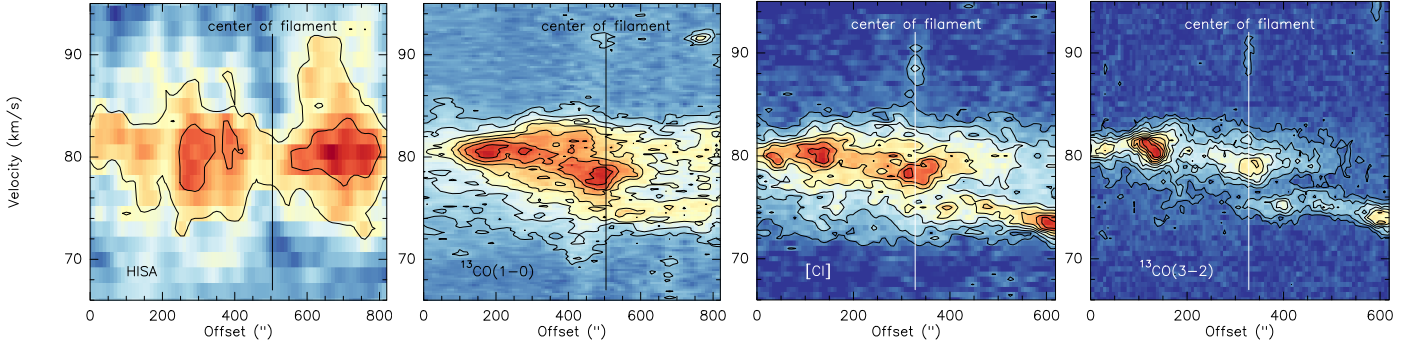 center of filament center of filament center of filament center of filament
90 90 90 90
Velocity (km/s)
80 80 80 80
70 70 70 70
HISA ¹³CO(1−0) [CI] ¹³CO(3−2)
0 200 400 600 800 0 200 400 600 800 0 200 400 600 0 200 400 600
Offset (") Offset (") Offset (") Offset (")